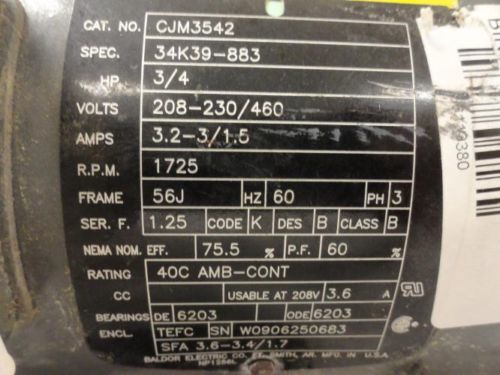 CAT. NO. CJM3542
SPEC. 34K39-883
HP 3/4
VOLTS 208-230/460
AMPS 3.2-3/1.5
R.P.M. 1725
FRAME 56J HZ 60 PH 3
SER. F. 1.25 CODE K DES B CLASS B
NEMA NOM. EFF. 75.5 % P.F. 60 %
RATING 40C AMB-CONT
CC USABLE AT 208V 3.6 A
BEARINGS DE 6203 ODE 6203
ENCL. TEFC SN W0906250683
SFA 3.6-3.4/1.7
BALDOR ELECTRIC CO. FT. SMITH, AR. MFG. IN U.S.A.
NP1256L